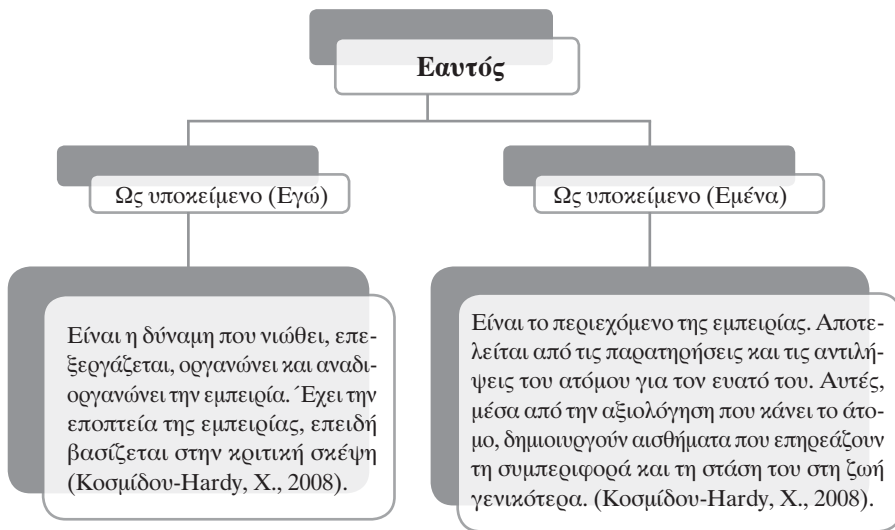 Εαυτός
Ως υποκείμενο (Εγώ)
Ως υποκείμενο (Εμένα)
Είναι η δύναμη που νιώθει, επε-
ξεργάζεται, οργανώνει και αναδι-
οργανώνει την εμπειρία. Έχει την
εποπτεία της εμπειρίας, επειδή
βασίζεται στην κριτική σκέψη
(Κοσμίδου-Hardy, Χ., 2008).
Είναι το περιεχόμενο της εμπειρίας. Αποτε-
λείται από τις παρατηρήσεις και τις αντιλή-
ψεις του ατόμου για τον ευατό του. Αυτές,
μέσα από την αξιολόγηση που κάνει το άτο-
μο, δημιουργούν αισθήματα που επηρεάζουν
τη συμπεριφορά και τη στάση του στη ζωή
γενικότερα. (Κοσμίδου-Hardy, Χ., 2008).